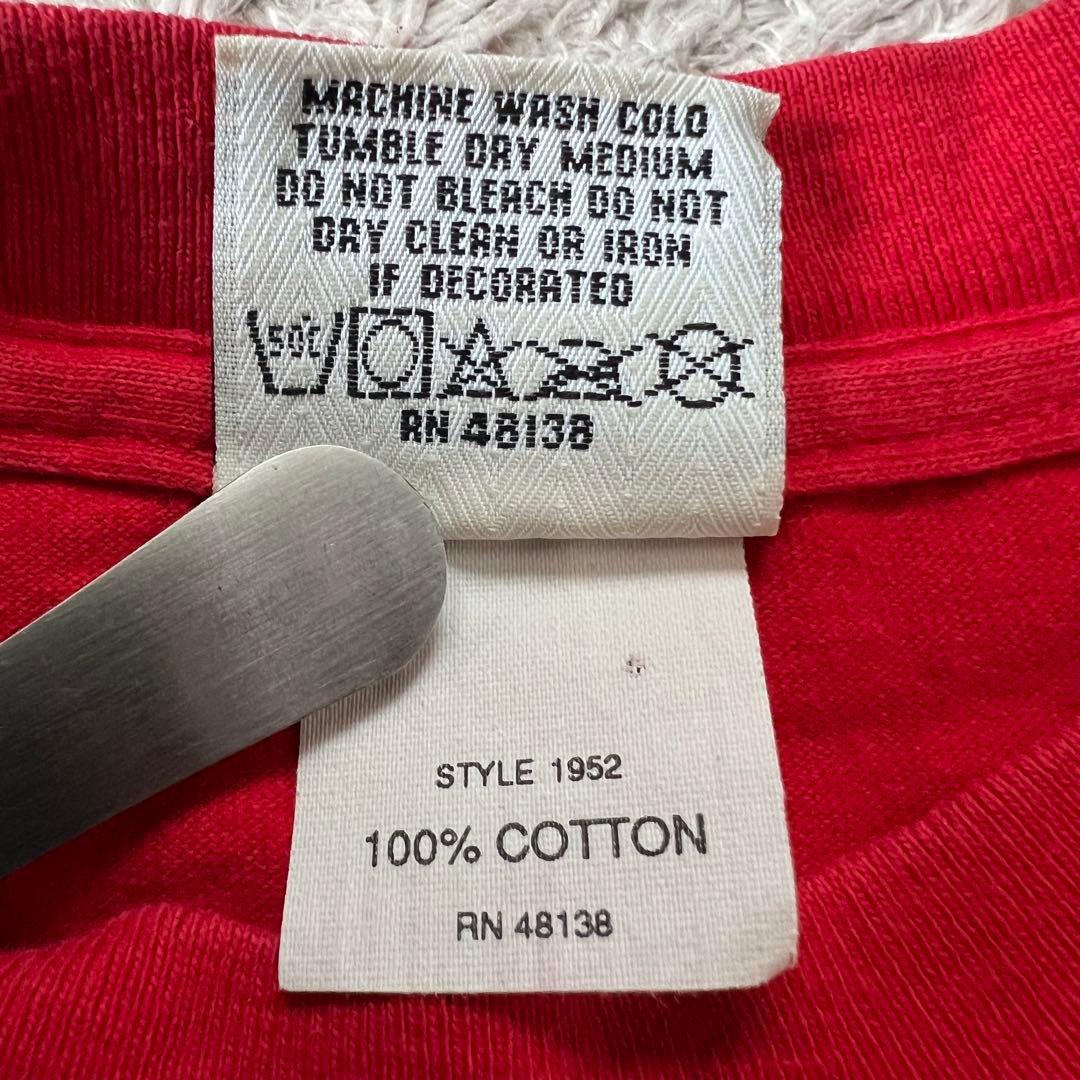 MACHINE WASH COLD
TUMBLE DRY MEDIUM
DO NOT BLEACH DO NOT
DRY CLEAN OR IRON
IF DECORATED
50°C
RN 48138
STYLE 1952
100% COTTON
RN 48138